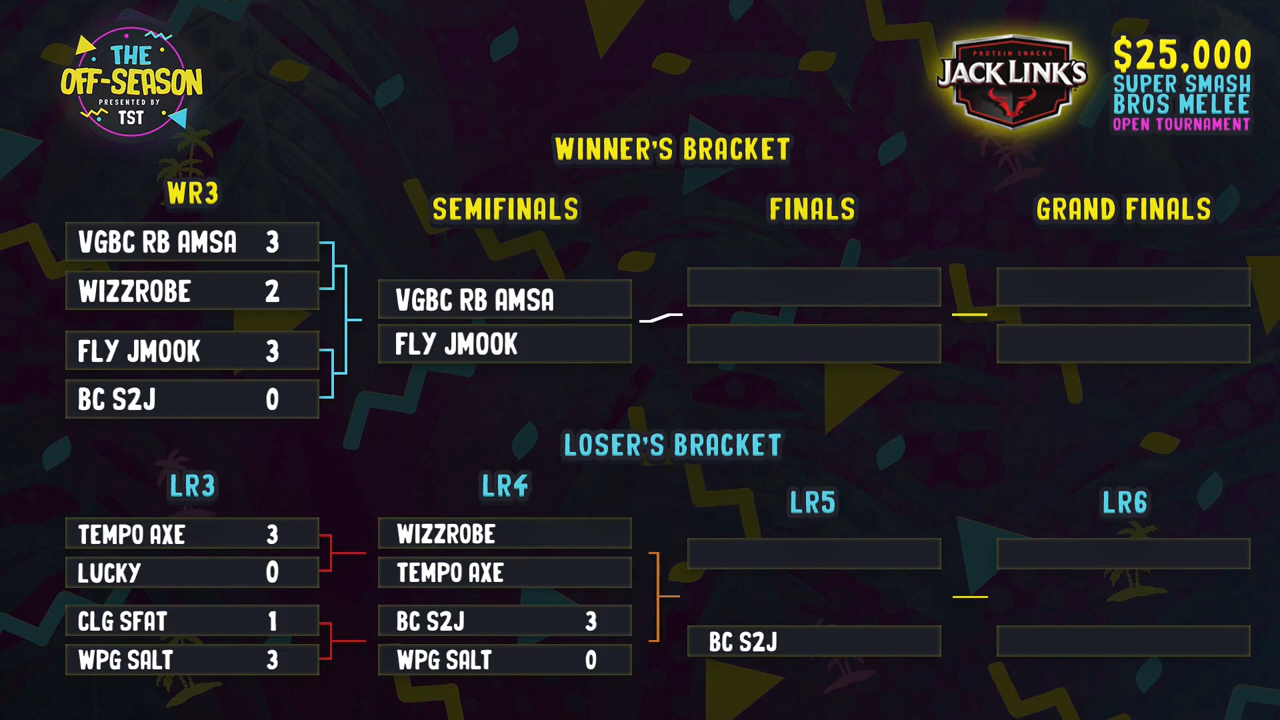 THE
OFF-SEASON
PRESENTED BY
TST
PROTEIN SNACKS
JACK LINK'S
$25,000
SUPER SMASH
BROS MELEE
OPEN TOURNAMENT
WINNER'S BRACKET
WR3
SEMIFINALS
FINALS
GRAND FINALS
VGBC RB AMSA 3
WIZZROBE 2
FLY JMOOK 3
BC S2J 0
VGBC RB AMSA
FLY JMOOK
LOSER'S BRACKET
LR3
LR4
LR5
LR6
TEMPO AXE 3
LUCKY 0
CLG SFAT 1
WPG SALT 3
WIZZROBE
TEMPO AXE
BC S2J 3
WPG SALT 0
BC S2J